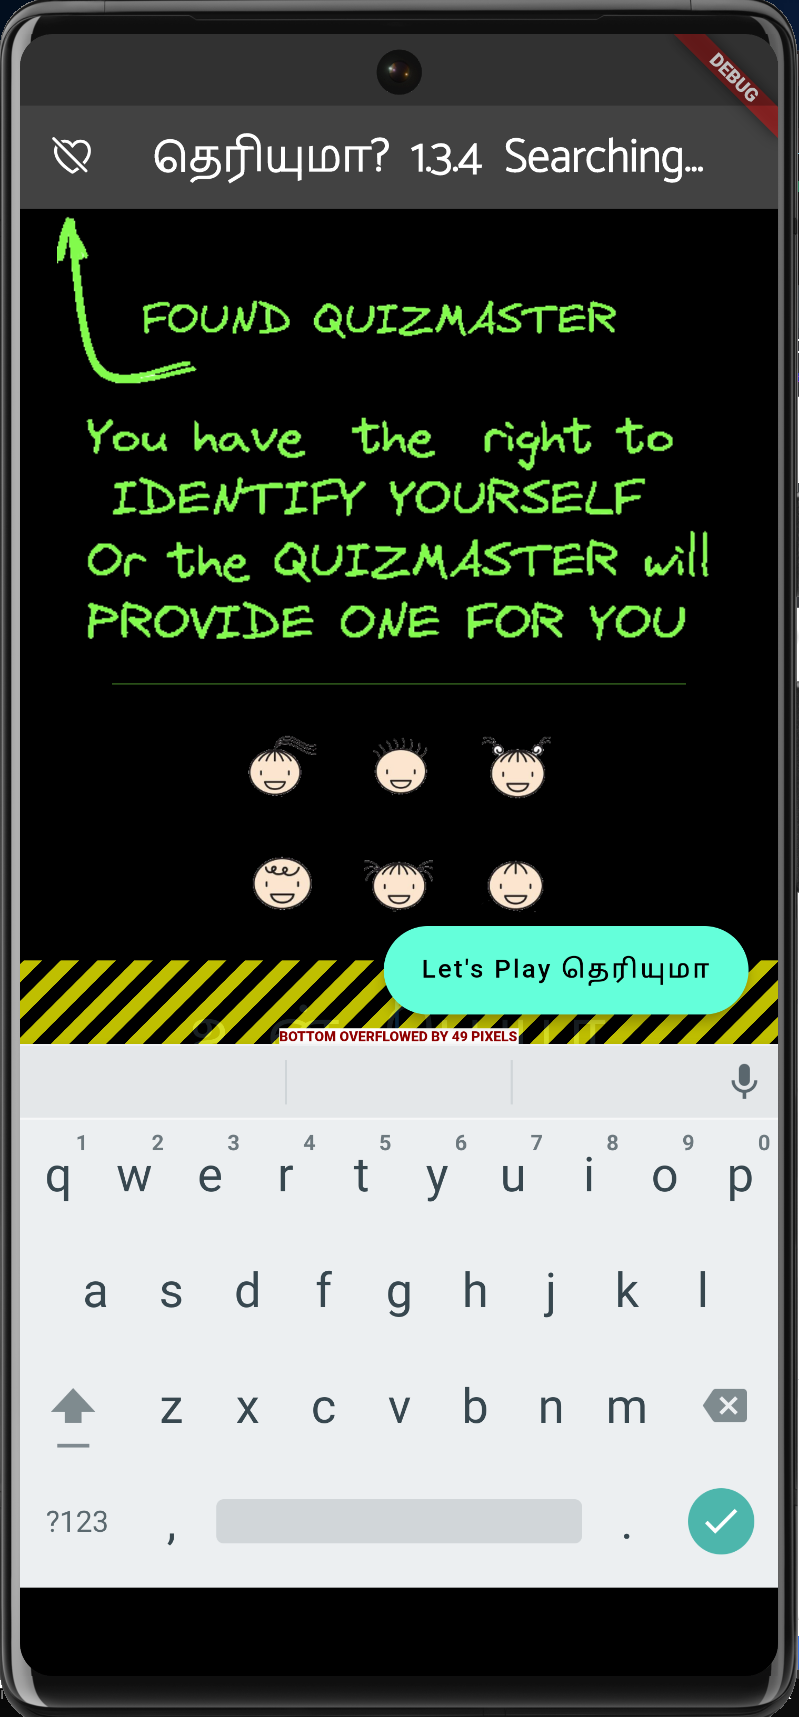 DEBUG
தெரியுமா? 1.3.4 Searching...
FOUND QUIZMASTER
You have the right to
IDENTIFY YOURSELF
Or the QUIZMASTER will
PROVIDE ONE FOR YOU
Let's Play தெரியுமா
BOTTOM OVERFLOWED BY 49 PIXELS
1 2 3 4 5 6 7 8 9 0
q w e r t y u i o p
a s d f g h j k l
z x c v b n m
?123 , .